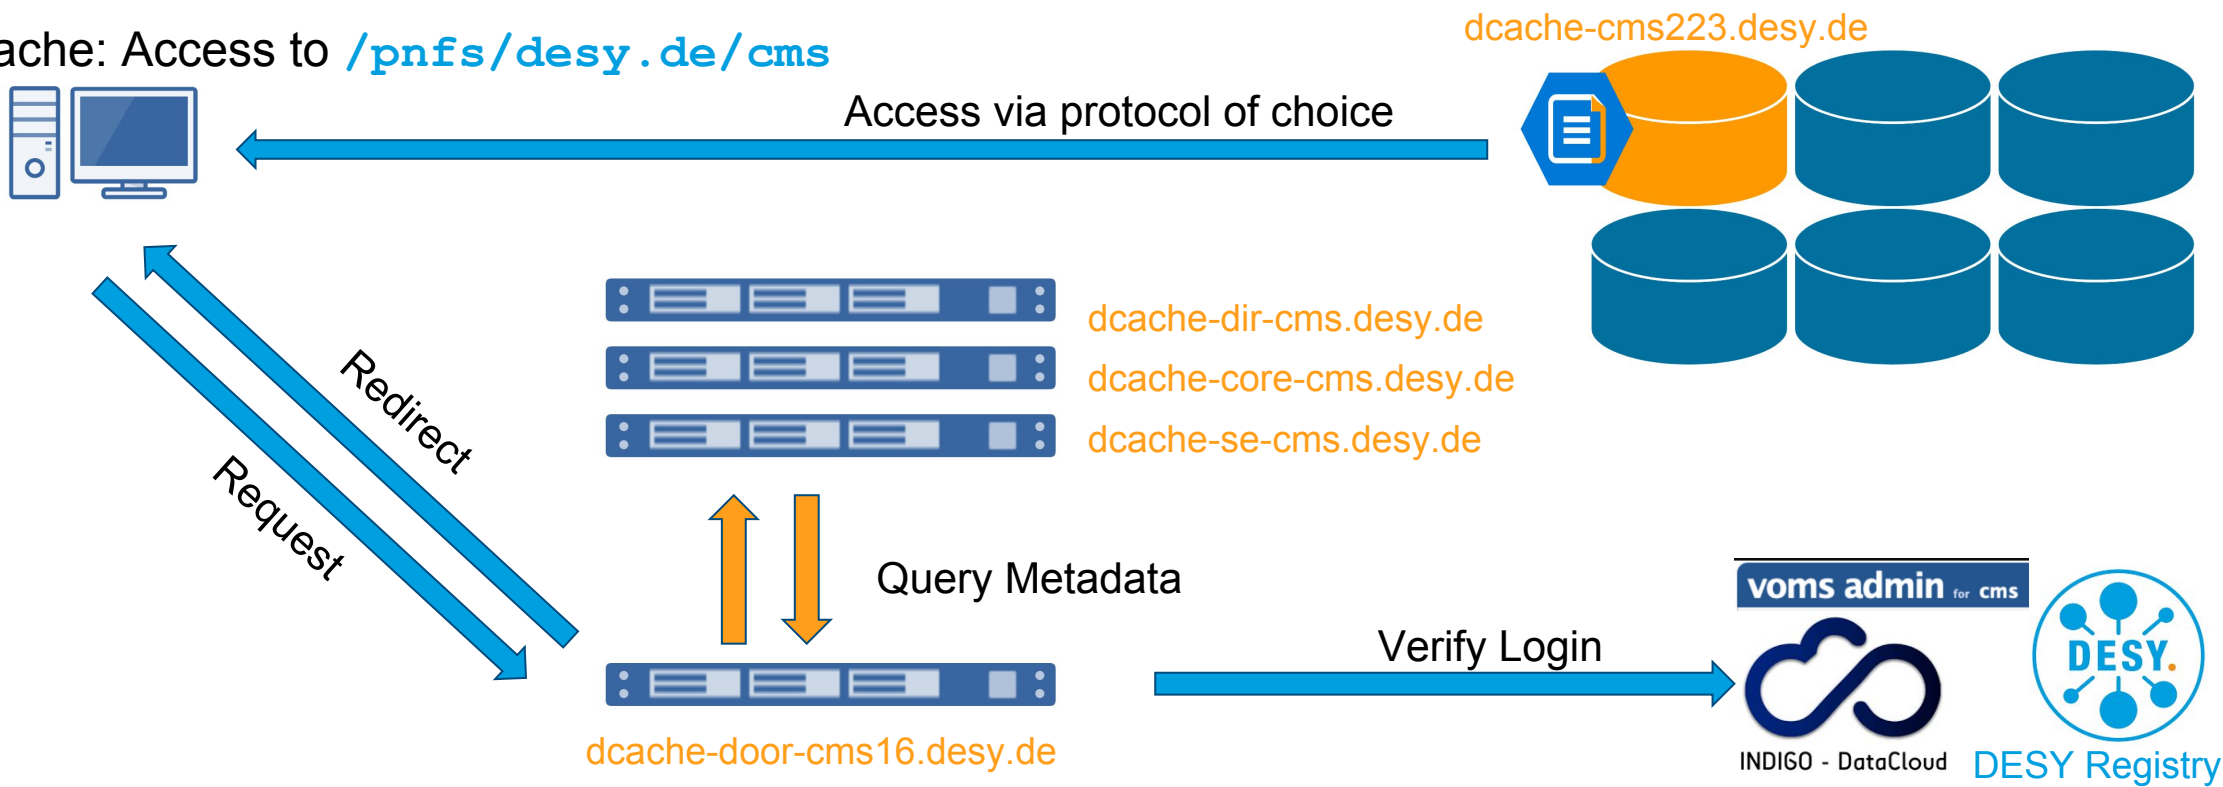 ache: Access to /pnfs/desy.de/cms
dcache-cms223.desy.de
Access via protocol of choice
Redirect
Request
dcache-dir-cms.desy.de
dcache-core-cms.desy.de
dcache-se-cms.desy.de
Query Metadata
Verify Login
voms admin for cms
DESY.
INDIGO - DataCloud
DESY Registry
dcache-door-cms16.desy.de